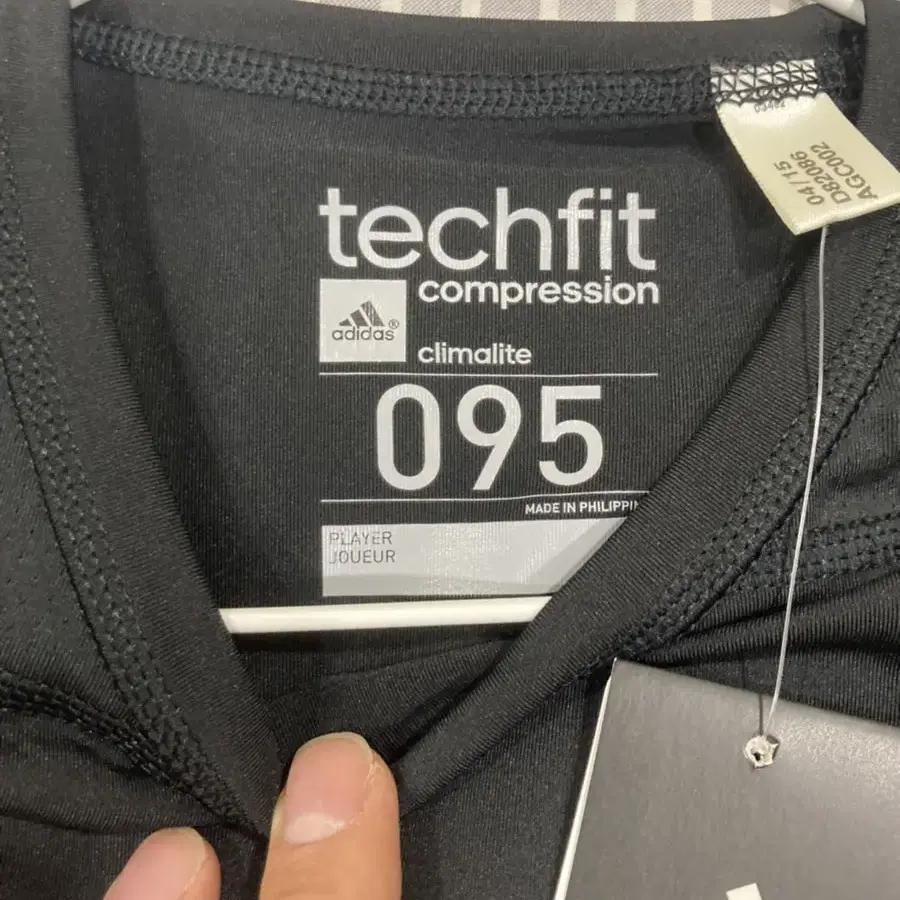 techfit
compression
adidas®
climalite
095
MADE IN PHILIPPIN
PLAYER
JOUEUR
04/15
D82086
AGC002